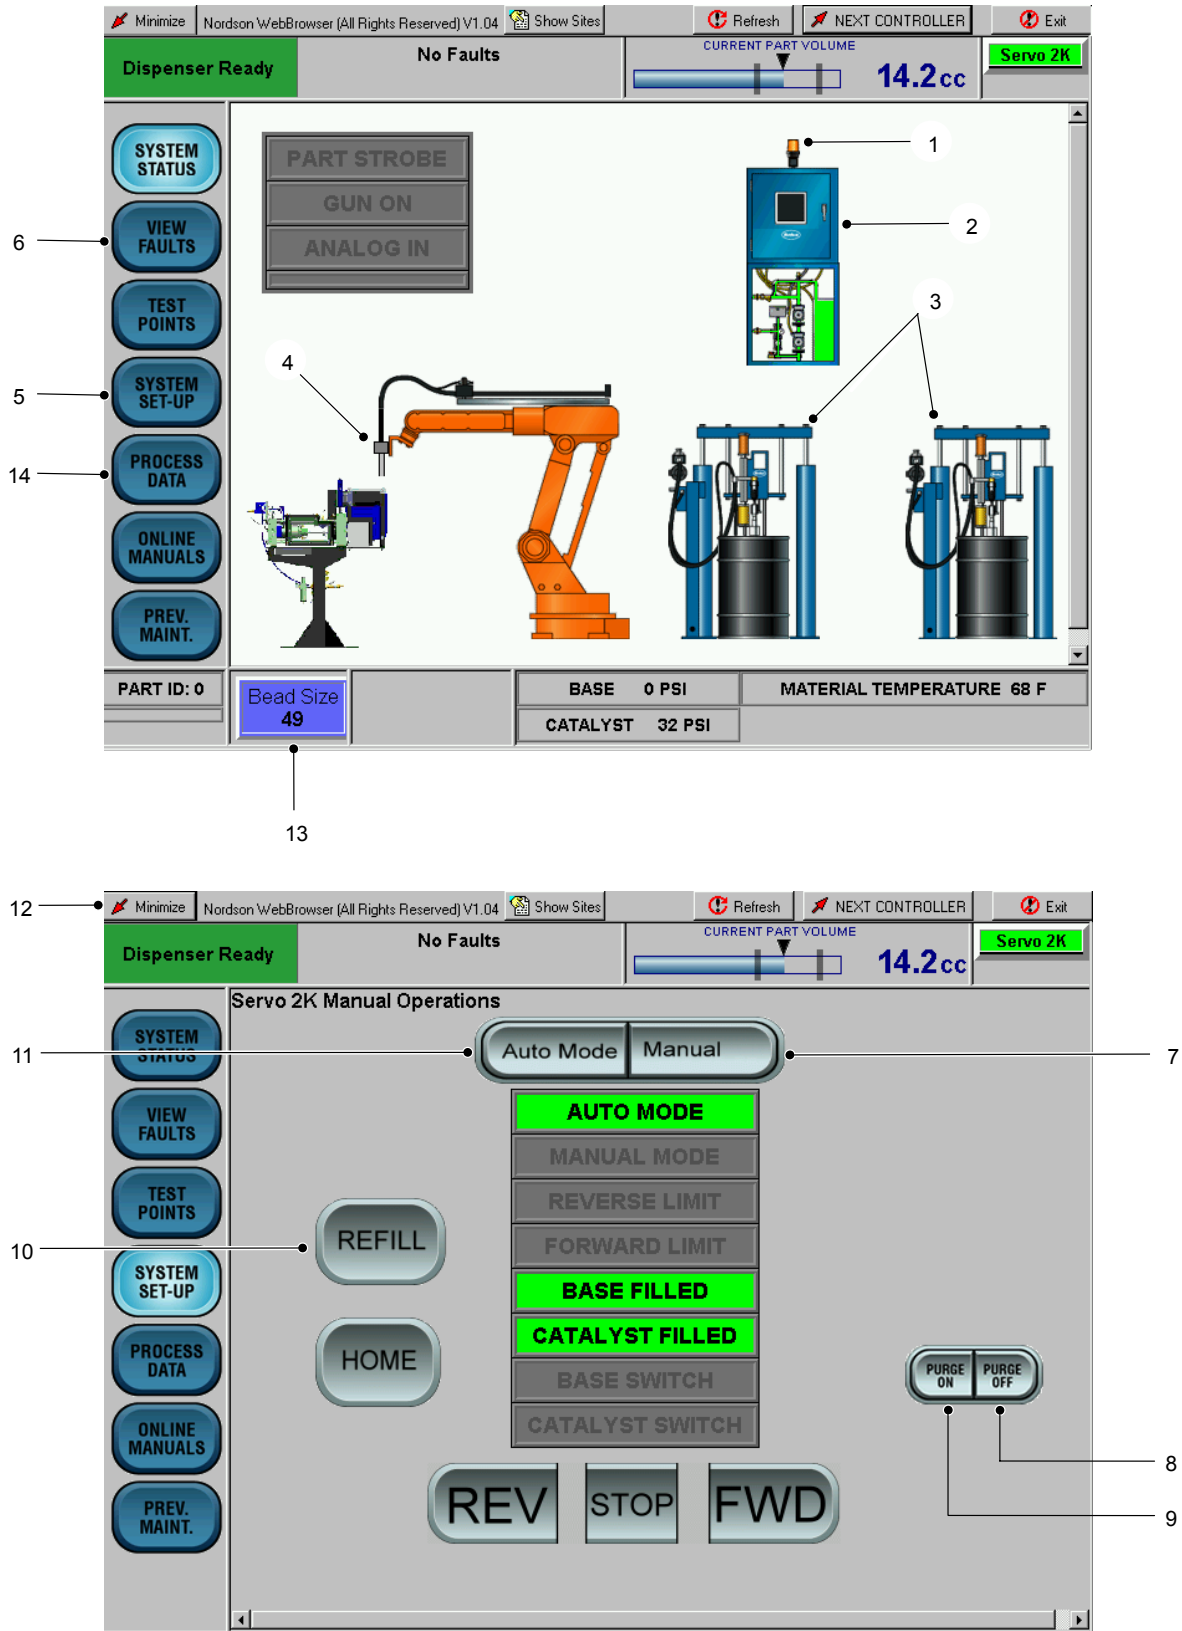 Minimize Nordson WebBrowser (All Rights Reserved) V1.04 Show Sites Refresh NEXT CONTROLLER Exit
Dispenser Ready
No Faults
CURRENT PART VOLUME
14.2cc
Servo 2K
SYSTEM
STATUS
VIEW
FAULTS
TEST
POINTS
SYSTEM
SET-UP
PROCESS
DATA
ONLINE
MANUALS
PREV.
MAINT.
PART STROBE
GUN ON
ANALOG IN
1
2
3
4
6
5
14
PART ID: 0
Bead Size
49
BASE 0 PSI
CATALYST 32 PSI
MATERIAL TEMPERATURE 68 F
13
12
Minimize Nordson WebBrowser (All Rights Reserved) V1.04 Show Sites Refresh NEXT CONTROLLER Exit
Dispenser Ready
No Faults
CURRENT PART VOLUME
14.2cc
Servo 2K
Servo 2K Manual Operations
SYSTEM
STATUS
VIEW
FAULTS
TEST
POINTS
SYSTEM
SET-UP
PROCESS
DATA
ONLINE
MANUALS
PREV.
MAINT.
11
Auto Mode Manual
7
AUTO MODE
MANUAL MODE
REVERSE LIMIT
FORWARD LIMIT
BASE FILLED
CATALYST FILLED
BASE SWITCH
CATALYST SWITCH
10
REFILL
HOME
PURGE
ON
PURGE
OFF
8
9
REV STOP FWD